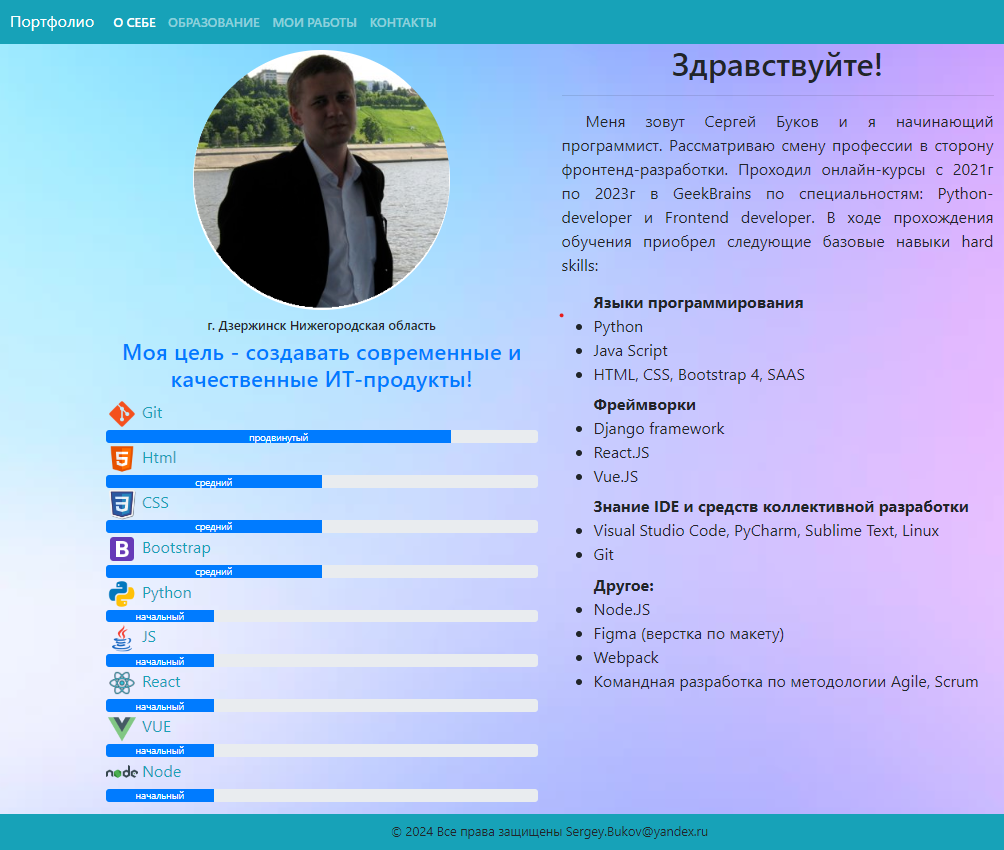 Портфолио О СЕБЕ ОБРАЗОВАНИЕ МОИ РАБОТЫ КОНТАКТЫ
г. Дзержинск Нижегородская область
Моя цель - создавать современные и
качественные ИТ-продукты!
Git
продвинутый
Html
средний
CSS
средний
Bootstrap
средний
Python
начальный
JS
начальный
React
начальный
VUE
начальный
node Node
начальный
Здравствуйте!
Меня зовут Сергей Буков и я начинающий
программист. Рассматриваю смену профессии в сторону
фронтенд-разработки. Проходил онлайн-курсы с 2021г
по 2023г в GeekBrains по специальностям: Python-
developer и Frontend developer. В ходе прохождения
обучения приобрел следующие базовые навыки hard
skills:
Языки программирования
• Python
• Java Script
• HTML, CSS, Bootstrap 4, SAAS
Фреймворки
• Django framework
• React.JS
• Vue.JS
Знание IDE и средств коллективной разработки
• Visual Studio Code, PyCharm, Sublime Text, Linux
• Git
Другое:
• Node.JS
• Figma (верстка по макету)
• Webpack
• Командная разработка по методологии Agile, Scrum
© 2024 Все права защищены Sergey.Bukov@yandex.ru